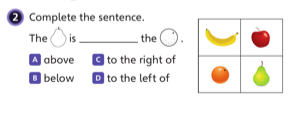 2 Complete the sentence.
The is ________ the .
A above C to the right of
B below D to the left of